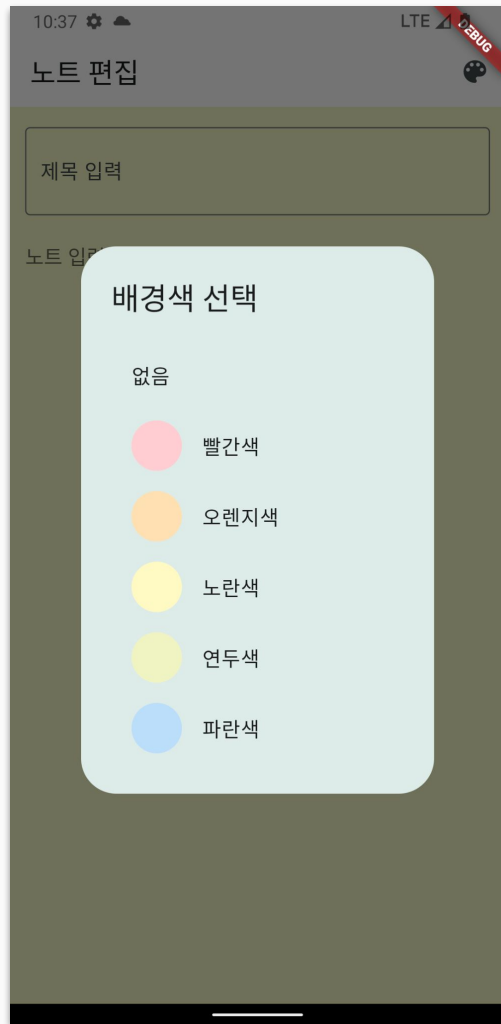 10:37
LTE
DEBUG
노트 편집
제목 입력
노트 입력
배경색 선택
없음
빨간색
오렌지색
노란색
연두색
파란색